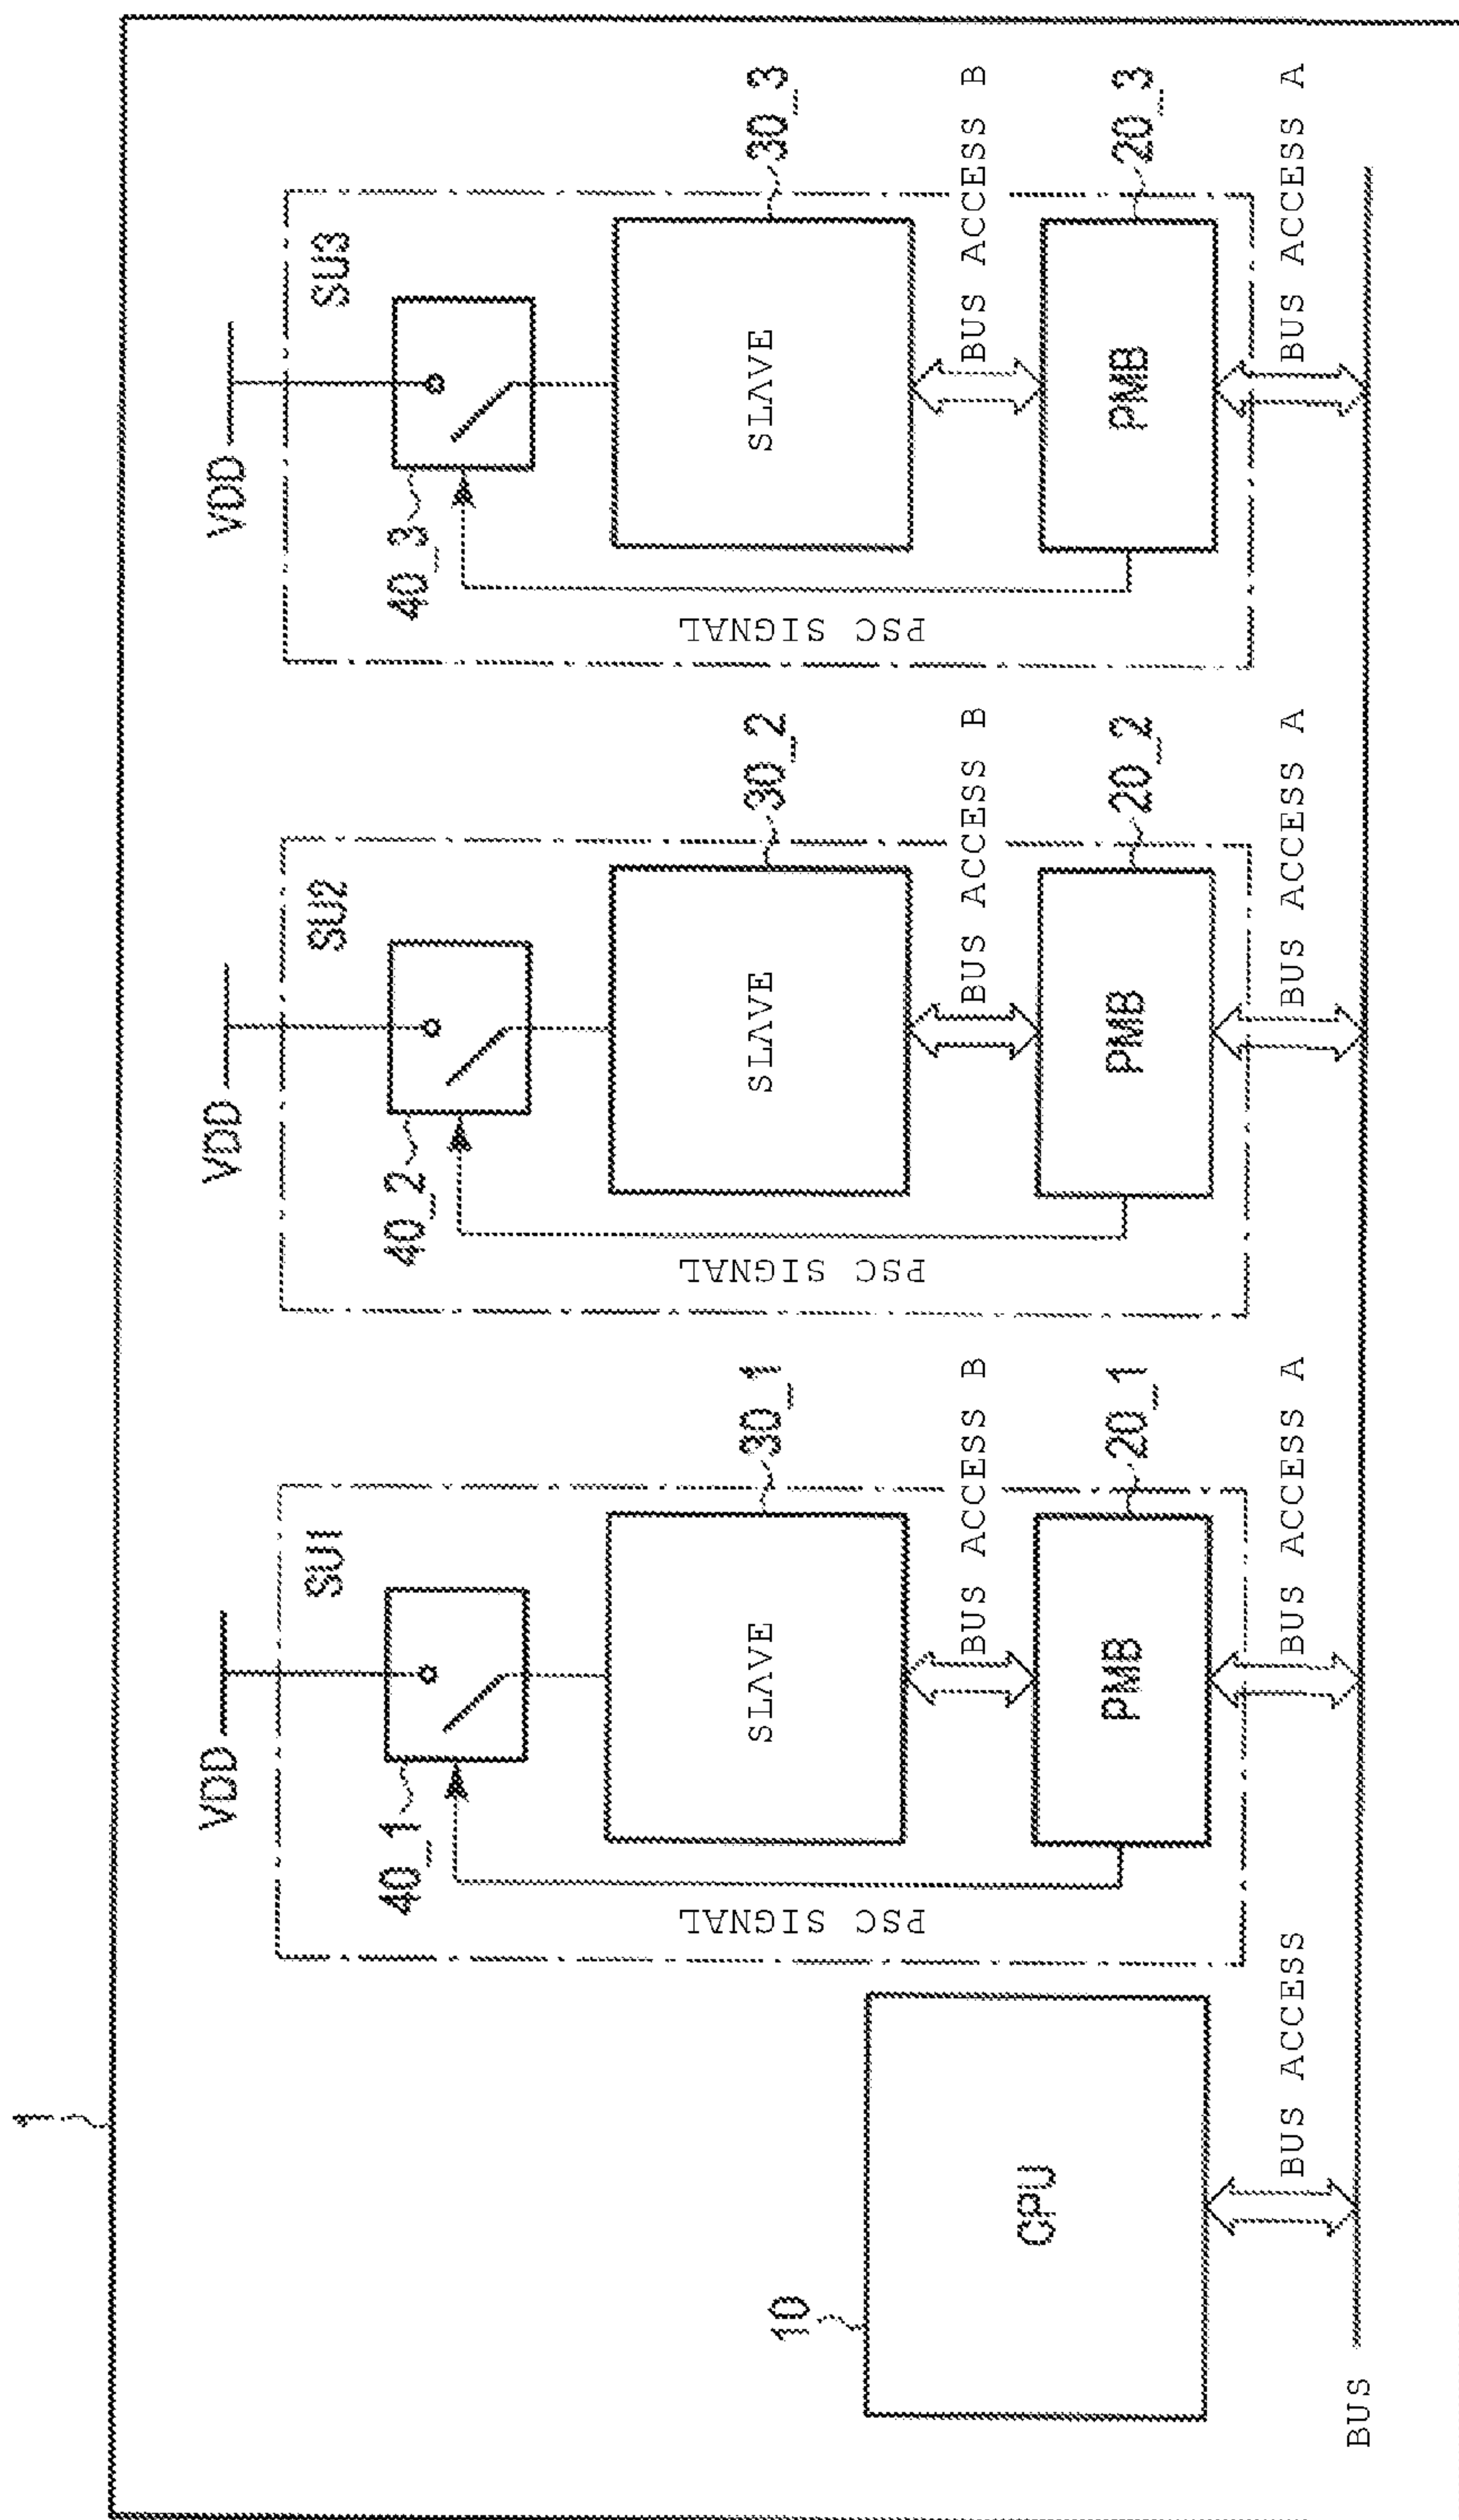 1
VDD
VDD
VDD
SU1
SU2
SU3
40_1
40_2
40_3
PSC SIGNAL
PSC SIGNAL
PSC SIGNAL
10
CPU
SLAVE
30_1
SLAVE
30_2
SLAVE
30_3
BUS ACCESS B
BUS ACCESS B
BUS ACCESS B
PMB
20_1
PMB
20_2
PMB
20_3
BUS ACCESS
BUS ACCESS A
BUS ACCESS A
BUS ACCESS A
BUS